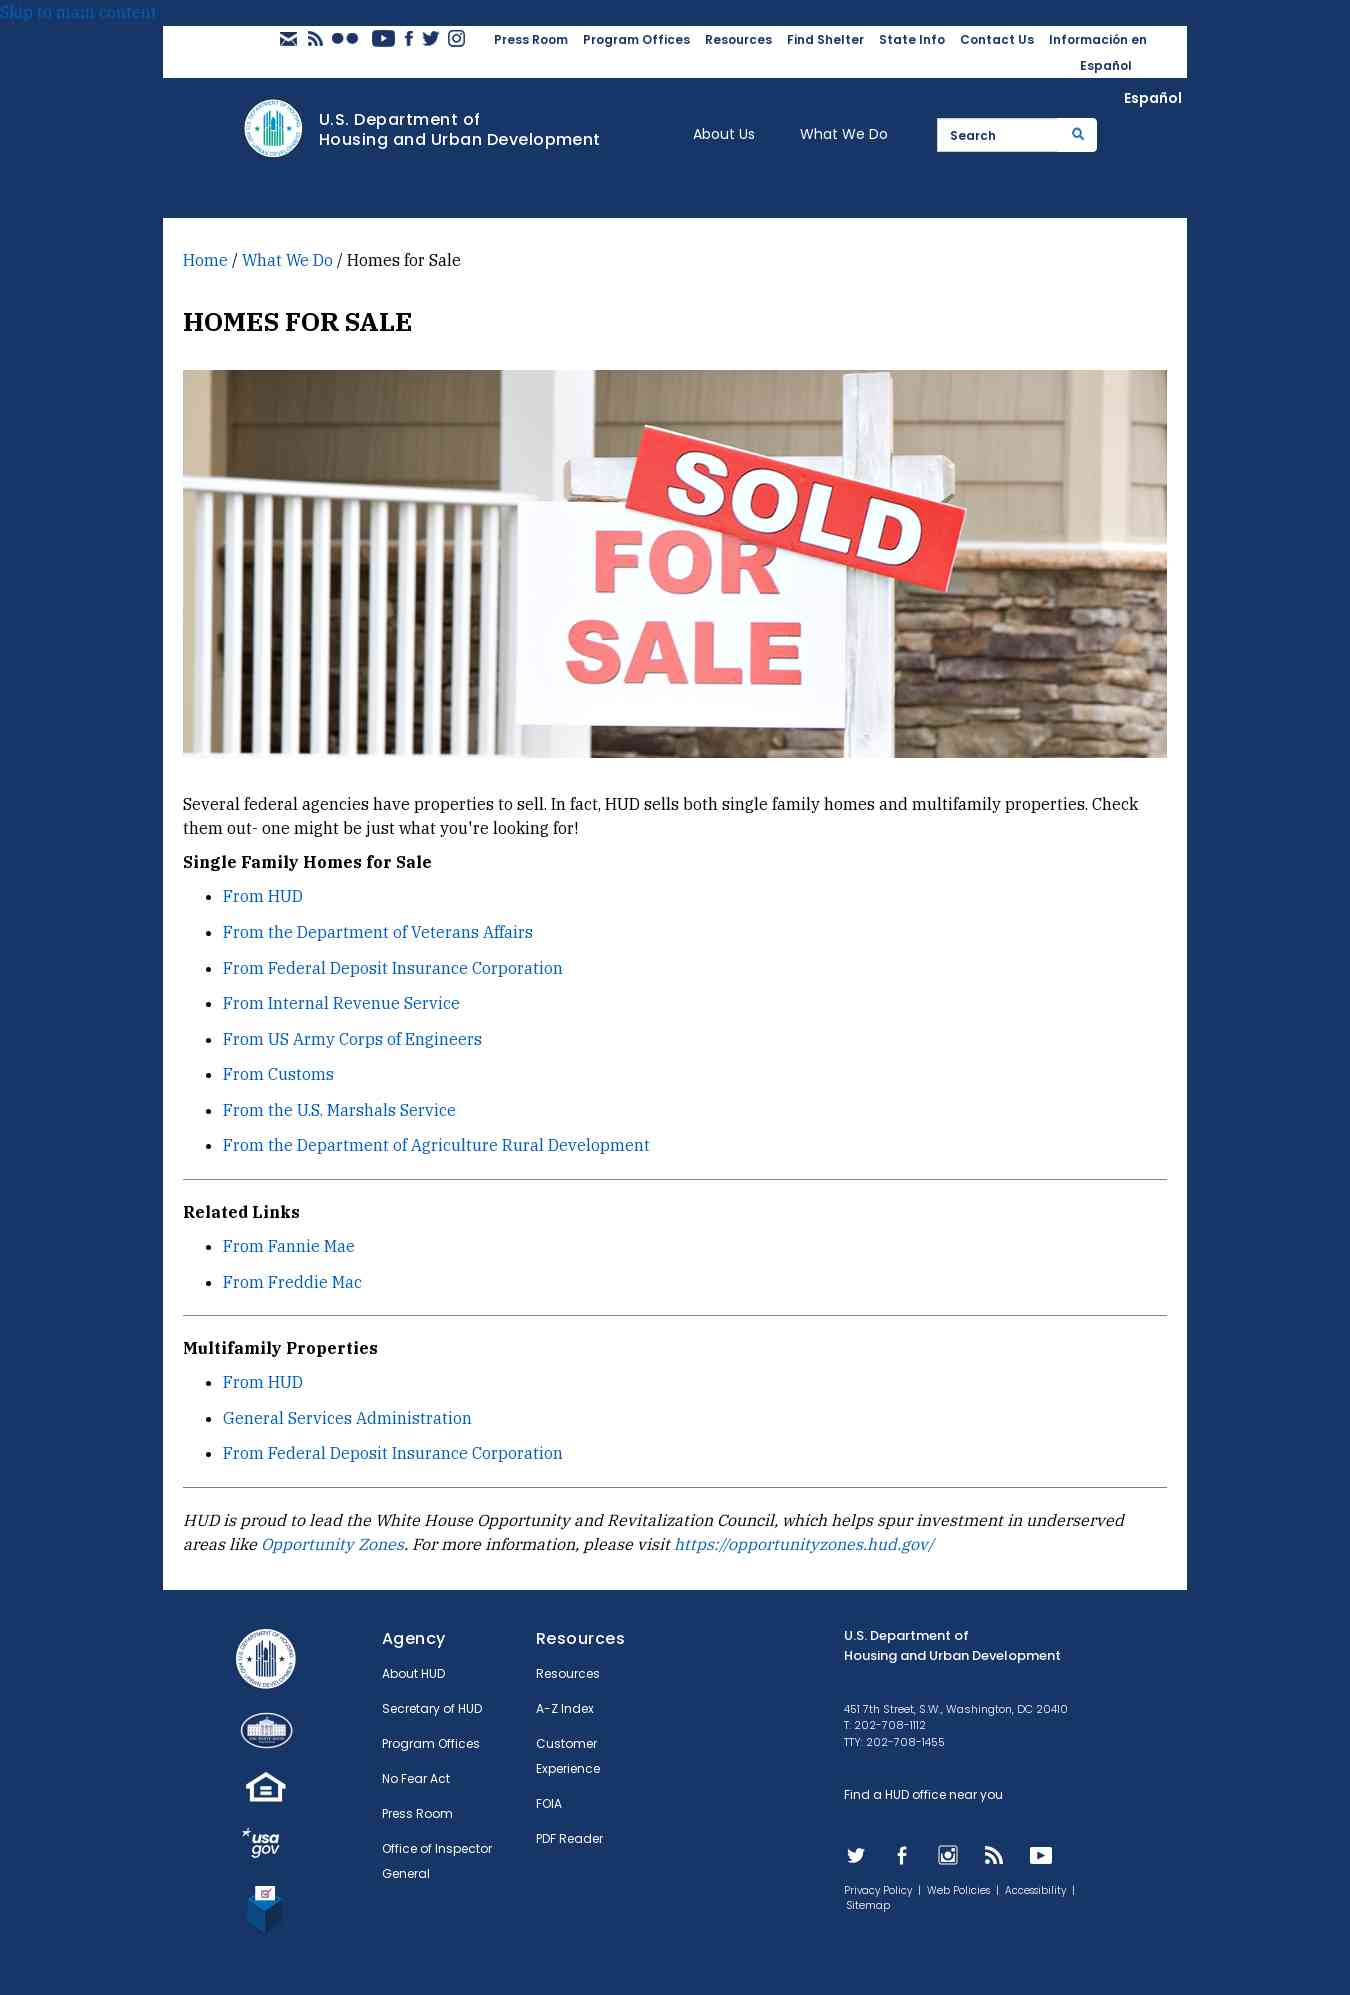 Skip to main content
Press Room Program Offices Resources Find Shelter State Info Contact Us Información en
Español
Español
U.S. Department of
Housing and Urban Development
About Us What We Do
Search
Home / What We Do / Homes for Sale
HOMES FOR SALE
SOLD
FOR
SALE
Several federal agencies have properties to sell. In fact, HUD sells both single family homes and multifamily properties. Check
them out- one might be just what you're looking for!
Single Family Homes for Sale
From HUD
From the Department of Veterans Affairs
From Federal Deposit Insurance Corporation
From Internal Revenue Service
From US Army Corps of Engineers
From Customs
From the U.S. Marshals Service
From the Department of Agriculture Rural Development
Related Links
From Fannie Mae
From Freddie Mac
Multifamily Properties
From HUD
General Services Administration
From Federal Deposit Insurance Corporation
HUD is proud to lead the White House Opportunity and Revitalization Council, which helps spur investment in underserved
areas like Opportunity Zones. For more information, please visit https://opportunityzones.hud.gov/
usa
gov
Agency
About HUD
Secretary of HUD
Program Offices
No Fear Act
Press Room
Office of Inspector
General
Resources
Resources
A-Z Index
Customer
Experience
FOIA
PDF Reader
U.S. Department of
Housing and Urban Development
451 7th Street, S.W., Washington, DC 20410
T: 202-708-1112
TTY: 202-708-1455
Find a HUD office near you
Privacy Policy | Web Policies | Accessibility |
Sitemap